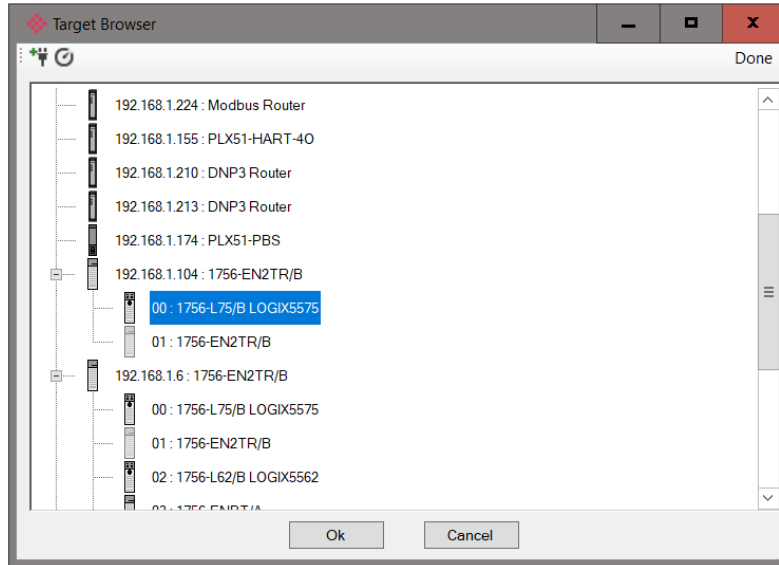 Target Browser
Done
192.168.1.224 : Modbus Router
192.168.1.155 : PLX51-HART-4O
192.168.1.210 : DNP3 Router
192.168.1.213 : DNP3 Router
192.168.1.174 : PLX51-PBS
192.168.1.104 : 1756-EN2TR/B
00 : 1756-L75/B LOGIX5575
01 : 1756-EN2TR/B
192.168.1.6 : 1756-EN2TR/B
00 : 1756-L75/B LOGIX5575
01 : 1756-EN2TR/B
02 : 1756-L62/B LOGIX5562
03 : 1756-ENBT/A
Ok Cancel